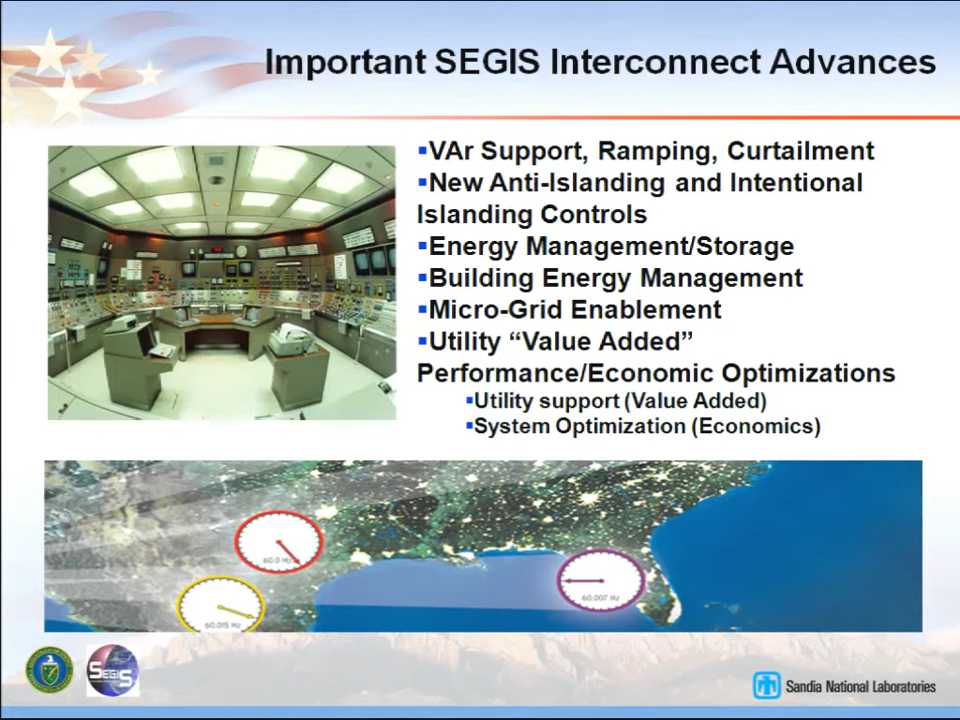 Important SEGIS Interconnect Advances
▪VAr Support, Ramping, Curtailment
▪New Anti-Islanding and Intentional
Islanding Controls
▪Energy Management/Storage
▪Building Energy Management
▪Micro-Grid Enablement
▪Utility “Value Added”
Performance/Economic Optimizations
▪Utility support (Value Added)
▪System Optimization (Economics)
60.0 Hz
60.007 Hz
60.015 Hz
SEGIS
Sandia National Laboratories